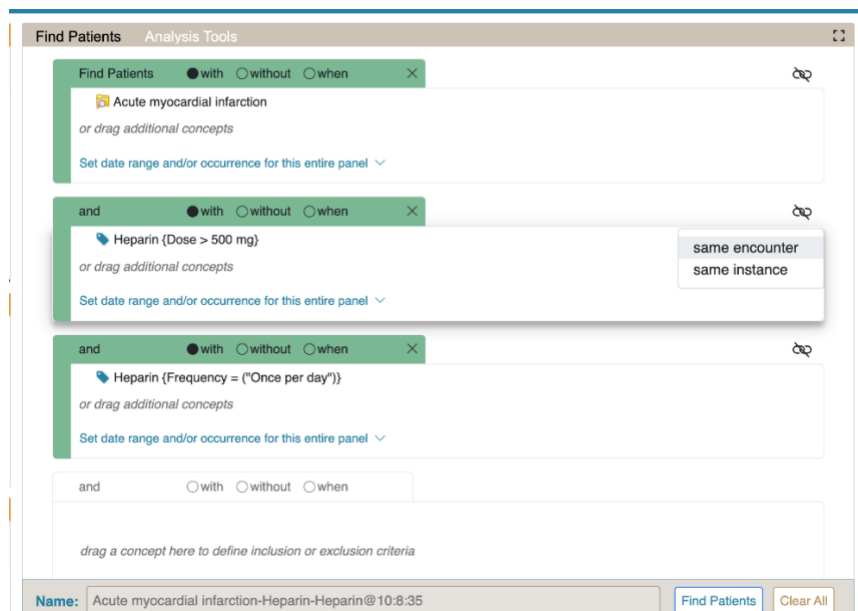 Find Patients Analysis Tools
Find Patients with without when
Acute myocardial infarction
or drag additional concepts
Set date range and/or occurrence for this entire panel
and with without when
Heparin {Dose > 500 mg}
same encounter
or drag additional concepts
same instance
Set date range and/or occurrence for this entire panel
and with without when
Heparin {Frequency = ("Once per day")}
or drag additional concepts
Set date range and/or occurrence for this entire panel
and with without when
drag a concept here to define inclusion or exclusion criteria
Name: Acute myocardial infarction-Heparin-Heparin@10:8:35 Find Patients Clear All